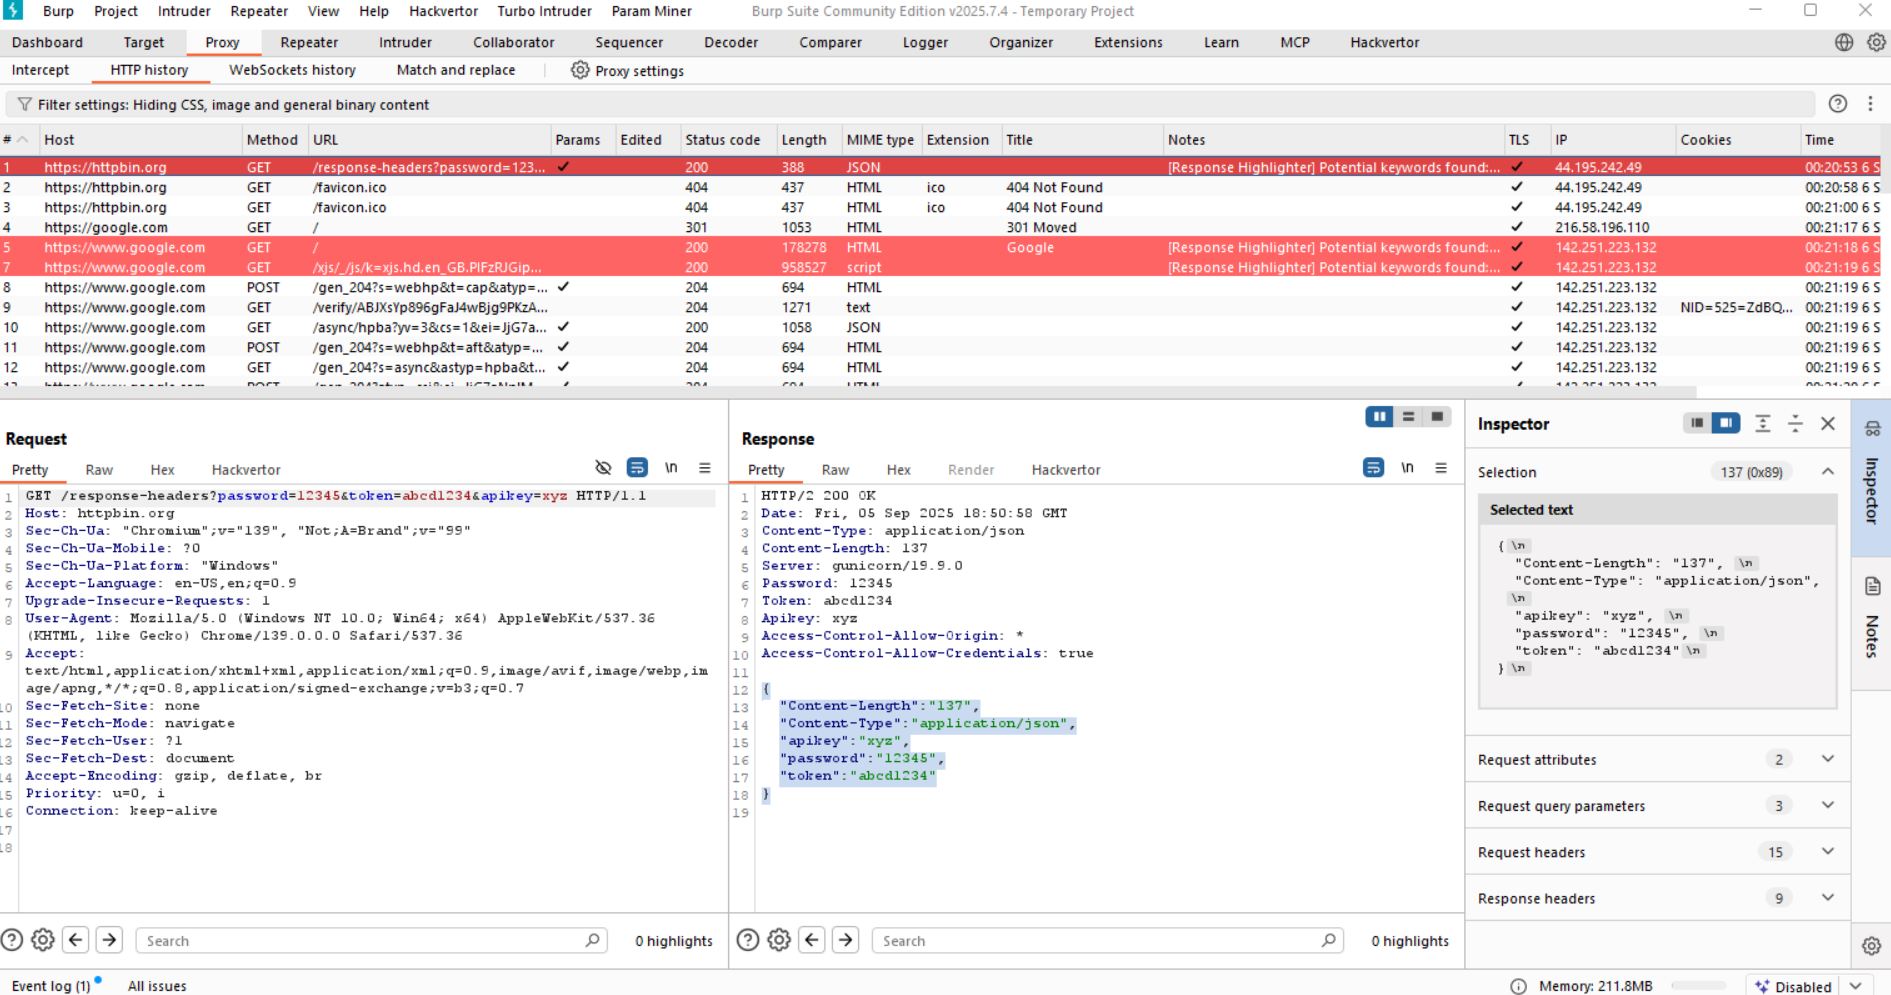 Burp Project Intruder Repeater View Help Hackvertor Turbo Intruder Param Miner Burp Suite Community Edition v2025.7.4 - Temporary Project
Dashboard Target Proxy Repeater Intruder Collaborator Sequencer Decoder Comparer Logger Organizer Extensions Learn MCP Hackvertor
Intercept HTTP history WebSockets history Match and replace Proxy settings
Filter settings: Hiding CSS, image and general binary content
# Host Method URL Params Edited Status code Length MIME type Extension Title Notes TLS IP Cookies Time
1 https://httpbin.org GET /response-headers?password=123... ✓ 200 388 JSON [Response Highlighter] Potential keywords found:... ✓ 44.195.242.49 00:20:53 6 S
2 https://httpbin.org GET /favicon.ico 404 437 HTML ico 404 Not Found ✓ 44.195.242.49 00:20:58 6 S
3 https://httpbin.org GET /favicon.ico 404 437 HTML ico 404 Not Found ✓ 44.195.242.49 00:21:00 6 S
4 https://google.com GET / 301 1053 HTML 301 Moved ✓ 216.58.196.110 00:21:17 6 S
5 https://www.google.com GET / 200 178278 HTML Google [Response Highlighter] Potential keywords found:... ✓ 142.251.223.132 00:21:18 6 S
7 https://www.google.com GET /xjs/_/js/k=xjs.hd.en_GB.PIFzRJGip... 200 958527 script [Response Highlighter] Potential keywords found:... ✓ 142.251.223.132 00:21:19 6 S
8 https://www.google.com POST /gen_204?s=webhp&t=cap&atyp=... ✓ 204 694 HTML ✓ 142.251.223.132 00:21:19 6 S
9 https://www.google.com GET /verify/ABJXsYp896gFaJ4wBjg9PKzA... 204 1271 text ✓ 142.251.223.132 NID=525=ZdBQ... 00:21:19 6 S
10 https://www.google.com GET /async/hpba?yv=3&cs=1&ei=JjG7a... ✓ 200 1058 JSON ✓ 142.251.223.132 00:21:19 6 S
11 https://www.google.com POST /gen_204?s=webhp&t=aft&atyp=... ✓ 204 694 HTML ✓ 142.251.223.132 00:21:19 6 S
12 https://www.google.com GET /gen_204?s=async&astyp=hpba&t... ✓ 204 694 HTML ✓ 142.251.223.132 00:21:19 6 S
Request
Pretty Raw Hex Hackvertor \n
1 GET /response-headers?password=12345&token=abcd1234&apikey=xyz HTTP/1.1
2 Host: httpbin.org
3 Sec-Ch-Ua: "Chromium";v="139", "Not;A=Brand";v="99"
4 Sec-Ch-Ua-Mobile: ?0
5 Sec-Ch-Ua-Platform: "Windows"
6 Accept-Language: en-US,en;q=0.9
7 Upgrade-Insecure-Requests: 1
8 User-Agent: Mozilla/5.0 (Windows NT 10.0; Win64; x64) AppleWebKit/537.36
(KHTML, like Gecko) Chrome/139.0.0.0 Safari/537.36
9 Accept:
text/html,application/xhtml+xml,application/xml;q=0.9,image/avif,image/webp,im
age/apng,*/*;q=0.8,application/signed-exchange;v=b3;q=0.7
10 Sec-Fetch-Site: none
11 Sec-Fetch-Mode: navigate
12 Sec-Fetch-User: ?1
13 Sec-Fetch-Dest: document
14 Accept-Encoding: gzip, deflate, br
15 Priority: u=0, i
16 Connection: keep-alive
17
18
Search 0 highlights
Response
Pretty Raw Hex Render Hackvertor \n
1 HTTP/2 200 OK
2 Date: Fri, 05 Sep 2025 18:50:58 GMT
3 Content-Type: application/json
4 Content-Length: 137
5 Server: gunicorn/19.9.0
6 Password: 12345
7 Token: abcd1234
8 Apikey: xyz
9 Access-Control-Allow-Origin: *
10 Access-Control-Allow-Credentials: true
11
12 {
13 "Content-Length":"137",
14 "Content-Type":"application/json",
15 "apikey":"xyz",
16 "password":"12345",
17 "token":"abcd1234"
18 }
19
Search 0 highlights
Inspector
Selection 137 (0x89)
Selected text
{ \n
"Content-Length": "137", \n
"Content-Type": "application/json",
\n
"apikey": "xyz", \n
"password": "12345", \n
"token": "abcd1234" \n
} \n
Request attributes 2
Request query parameters 3
Request headers 15
Response headers 9
Inspector
Notes
Event log (1) All issues Memory: 211.8MB Disabled